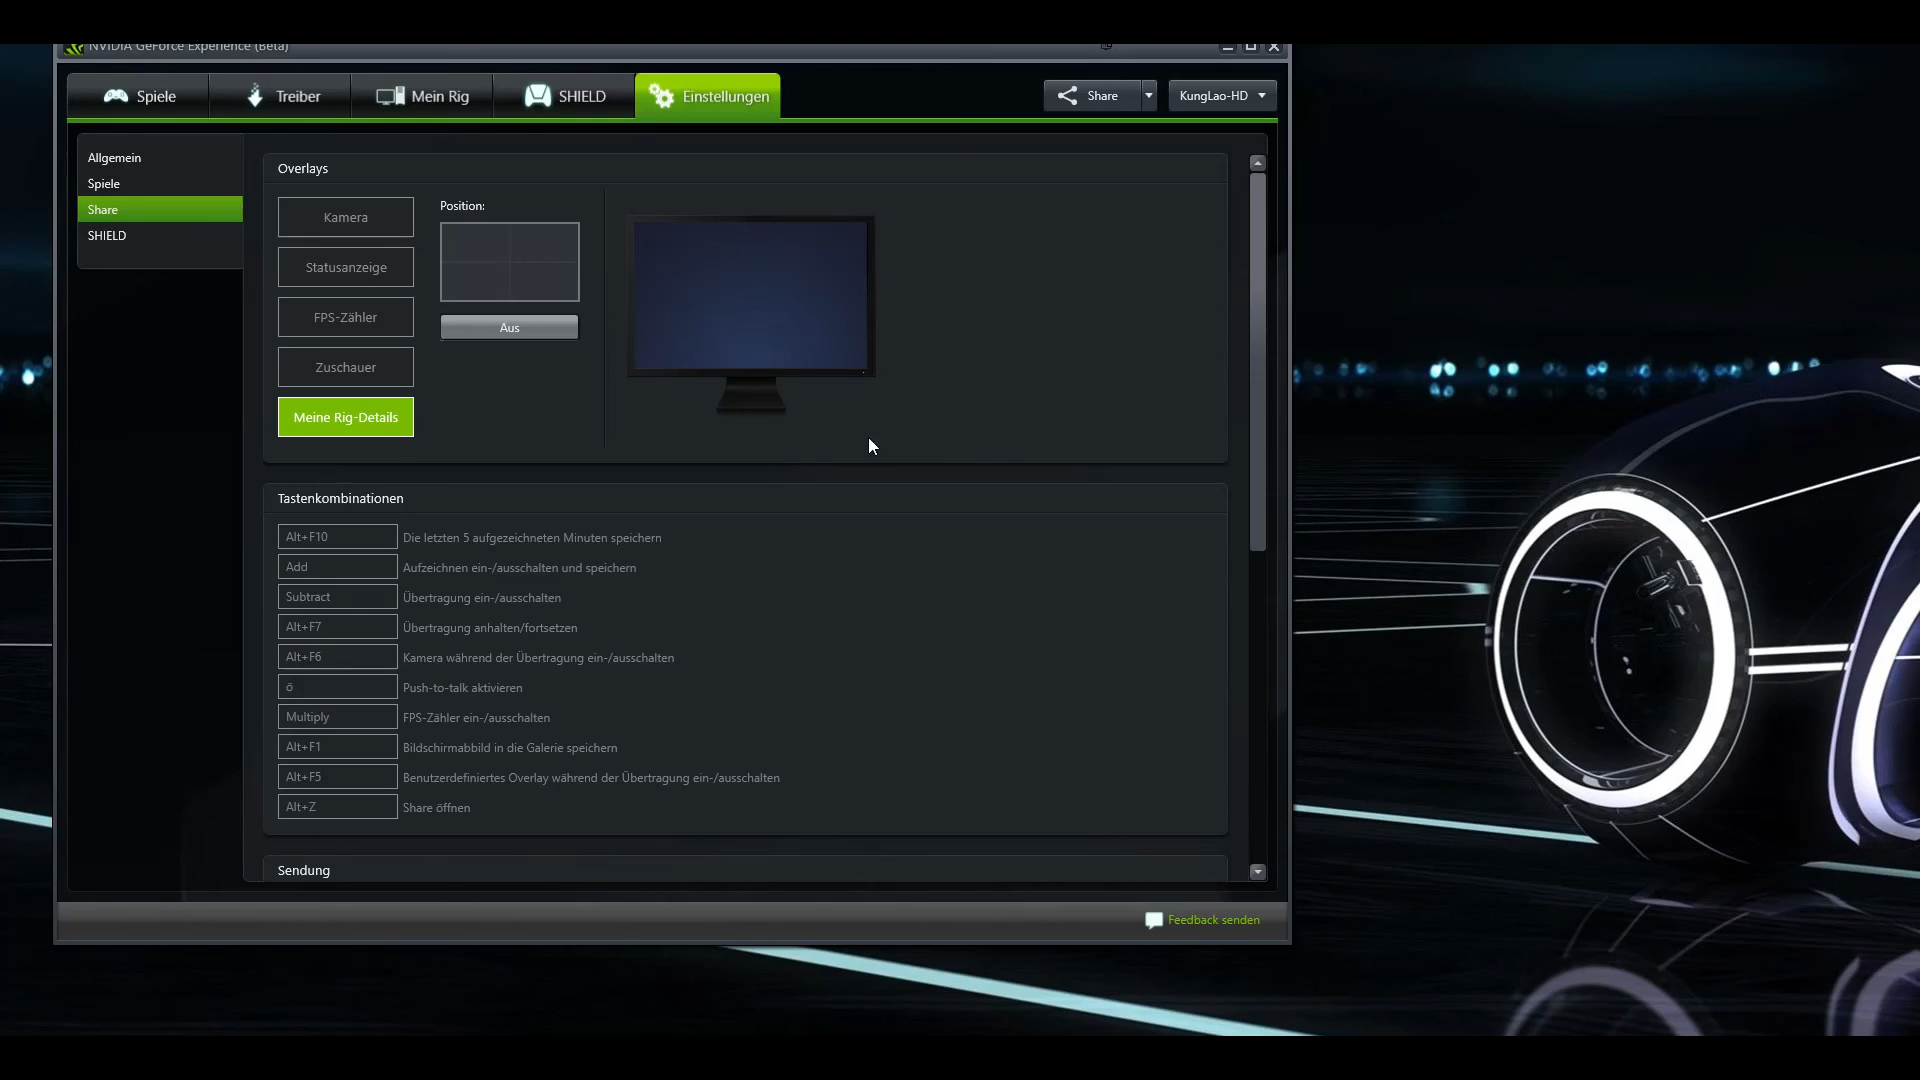 NVIDIA GeForce Experience (Beta)
Spiele
Treiber
Mein Rig
SHIELD
Einstellungen
Share
KungLao-HD
Allgemein
Spiele
Share
SHIELD
Overlays
Kamera
Statusanzeige
FPS-Zähler
Zuschauer
Meine Rig-Details
Position:
Aus
Tastenkombinationen
Alt+F10 Die letzten 5 aufgezeichneten Minuten speichern
Add Aufzeichnen ein-/ausschalten und speichern
Subtract Übertragung ein-/ausschalten
Alt+F7 Übertragung anhalten/fortsetzen
Alt+F6 Kamera während der Übertragung ein-/ausschalten
ö Push-to-talk aktivieren
Multiply FPS-Zähler ein-/ausschalten
Alt+F1 Bildschirmabbild in die Galerie speichern
Alt+F5 Benutzerdefiniertes Overlay während der Übertragung ein-/ausschalten
Alt+Z Share öffnen
Sendung
Feedback senden